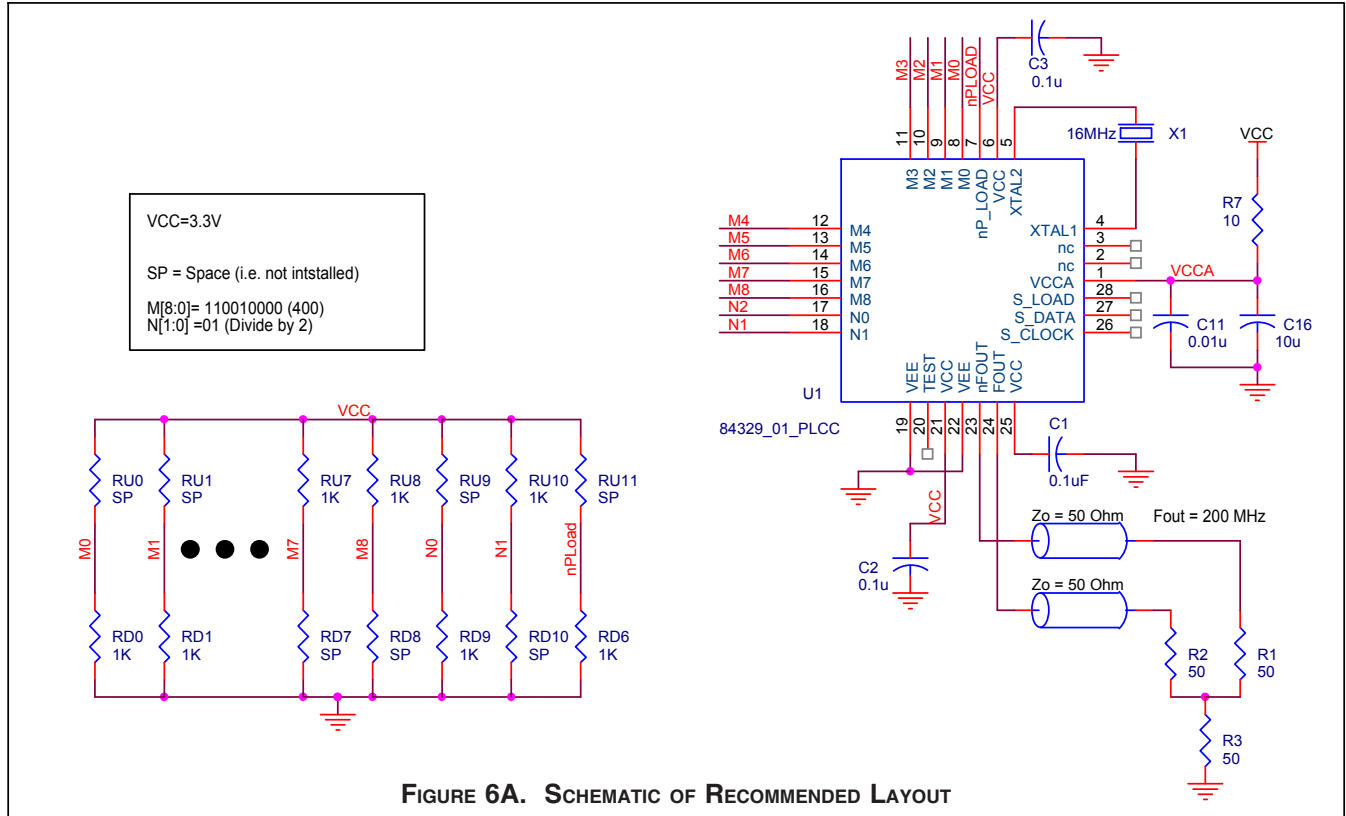 M3
M2
M1
M0
nPLOAD
VCC
C3
0.1u
11
10
9
8
7
6
5
16MHz
X1
VCC
M3
M2
M1
M0
nP_LOAD
VCC
XTAL2
R7
10
VCC=3.3V
SP = Space (i.e. not intstalled)
M[8:0]= 110010000 (400)
N[1:0] =01 (Divide by 2)
M4
M5
M6
M7
M8
N2
N1
12
13
14
15
16
17
18
M4
M5
M6
M7
M8
N0
N1
XTAL1
nc
nc
VCCA
S_LOAD
S_DATA
S_CLOCK
4
3
2
1
28
27
26
VCCA
C11
0.01u
C16
10u
VEE
TEST
VCC
VEE
nFOUT
FOUT
VCC
U1
84329_01_PLCC
19
20
21
22
23
24
25
C1
0.1uF
VCC
C2
0.1u
Zo = 50 Ohm
Fout = 200 MHz
Zo = 50 Ohm
R2
50
R1
50
R3
50
VCC
RU0
SP
RU1
SP
RU7
1K
RU8
1K
RU9
SP
RU10
1K
RU11
SP
M0
M1
M7
M8
N0
N1
nPLoad
RD0
1K
RD1
1K
RD7
SP
RD8
SP
RD9
1K
RD10
SP
RD6
1K
FIGURE 6A. SCHEMATIC OF RECOMMENDED LAYOUT